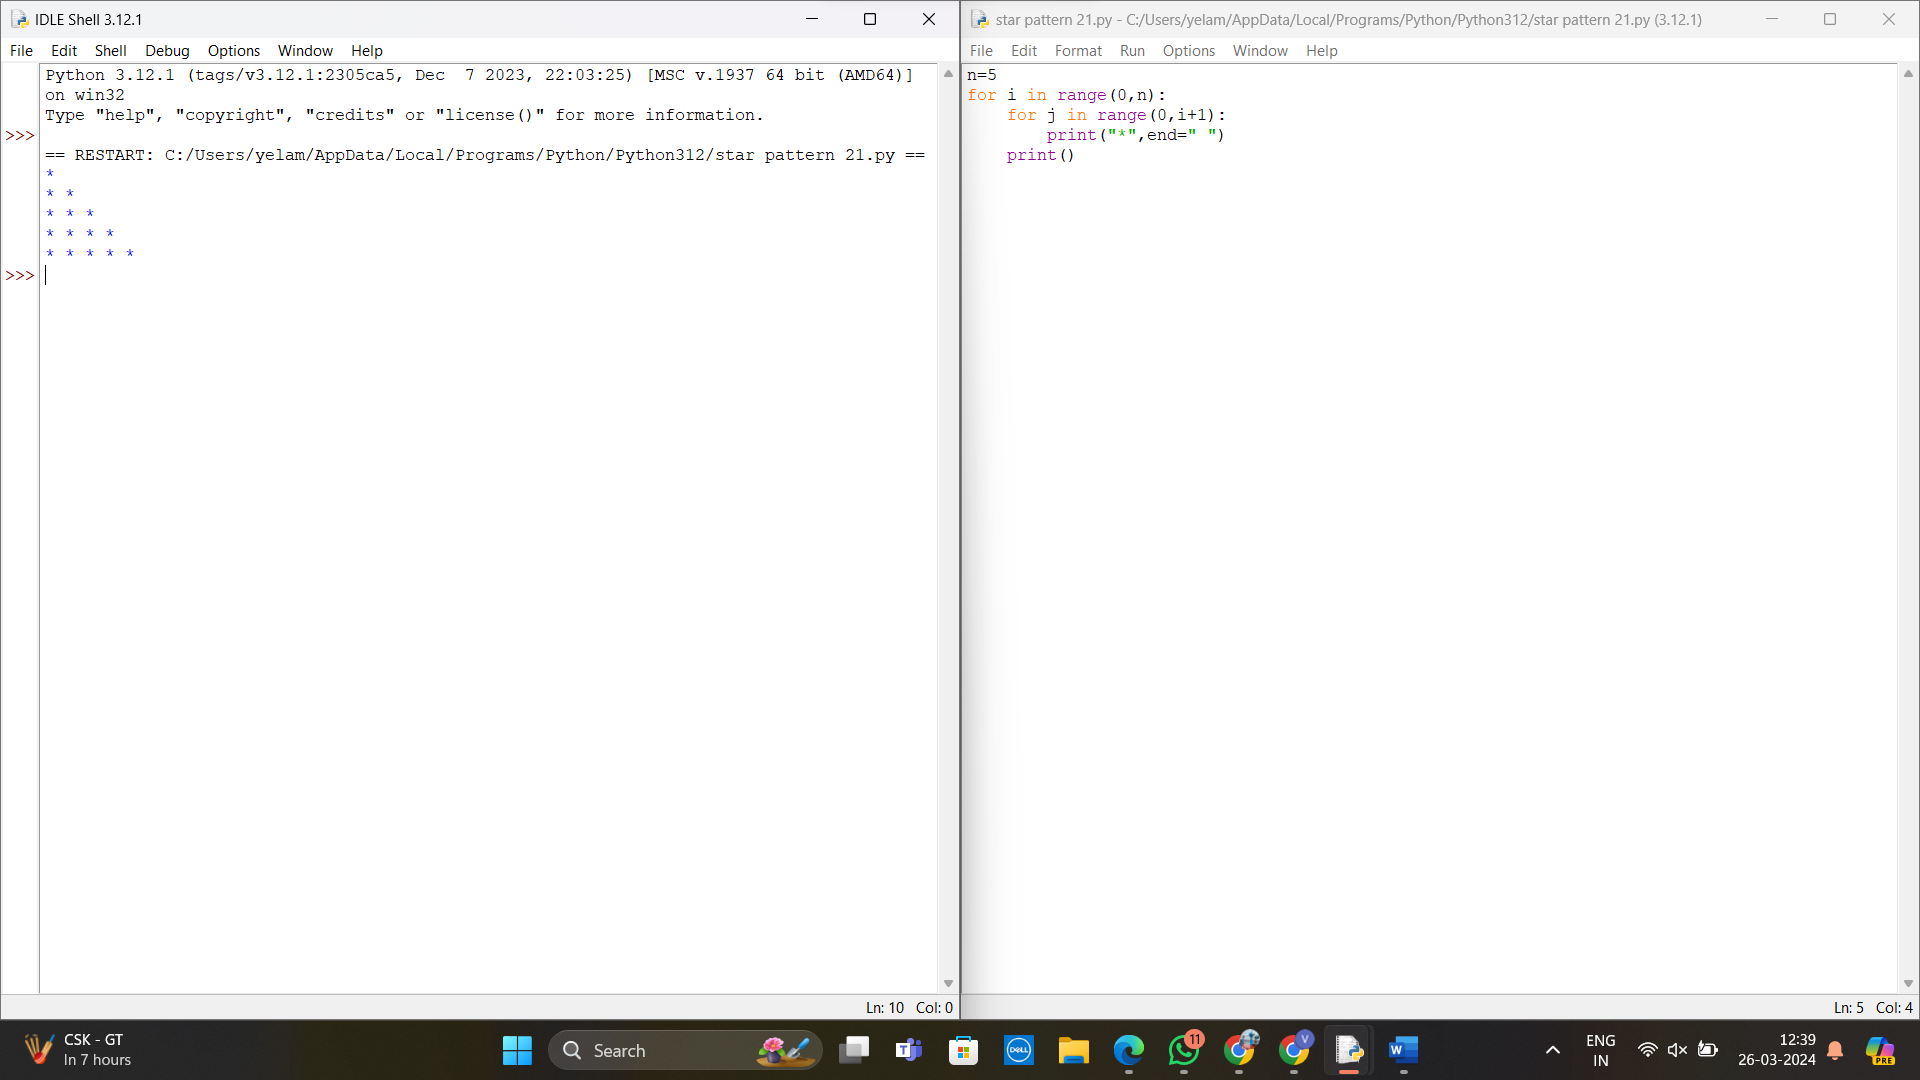 IDLE Shell 3.12.1
File Edit Shell Debug Options Window Help
Python 3.12.1 (tags/v3.12.1:2305ca5, Dec  7 2023, 22:03:25) [MSC v.1937 64 bit (AMD64)]
on win32
Type "help", "copyright", "credits" or "license()" for more information.
>>>
== RESTART: C:/Users/yelam/AppData/Local/Programs/Python/Python312/star pattern 21.py ==
*
* *
* * *
* * * *
* * * * *
>>>
Ln: 10 Col: 0
star pattern 21.py - C:/Users/yelam/AppData/Local/Programs/Python/Python312/star pattern 21.py (3.12.1)
File Edit Format Run Options Window Help
n=5
for i in range(0,n):
    for j in range(0,i+1):
        print("*",end=" ")
    print()
Ln: 5 Col: 4
CSK - GT
In 7 hours
Search
DELL
11
V
W
ENG
IN
12:39
26-03-2024
PRE